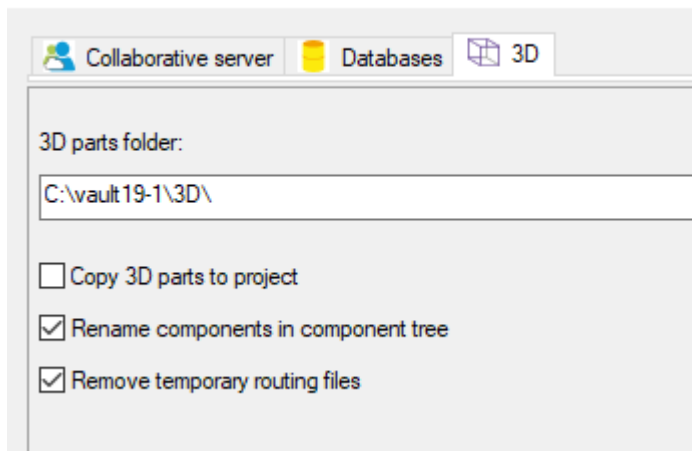 Collaborative server Databases 3D
3D parts folder:
C:\vault19-1\3D\
Copy 3D parts to project
Rename components in component tree
Remove temporary routing files